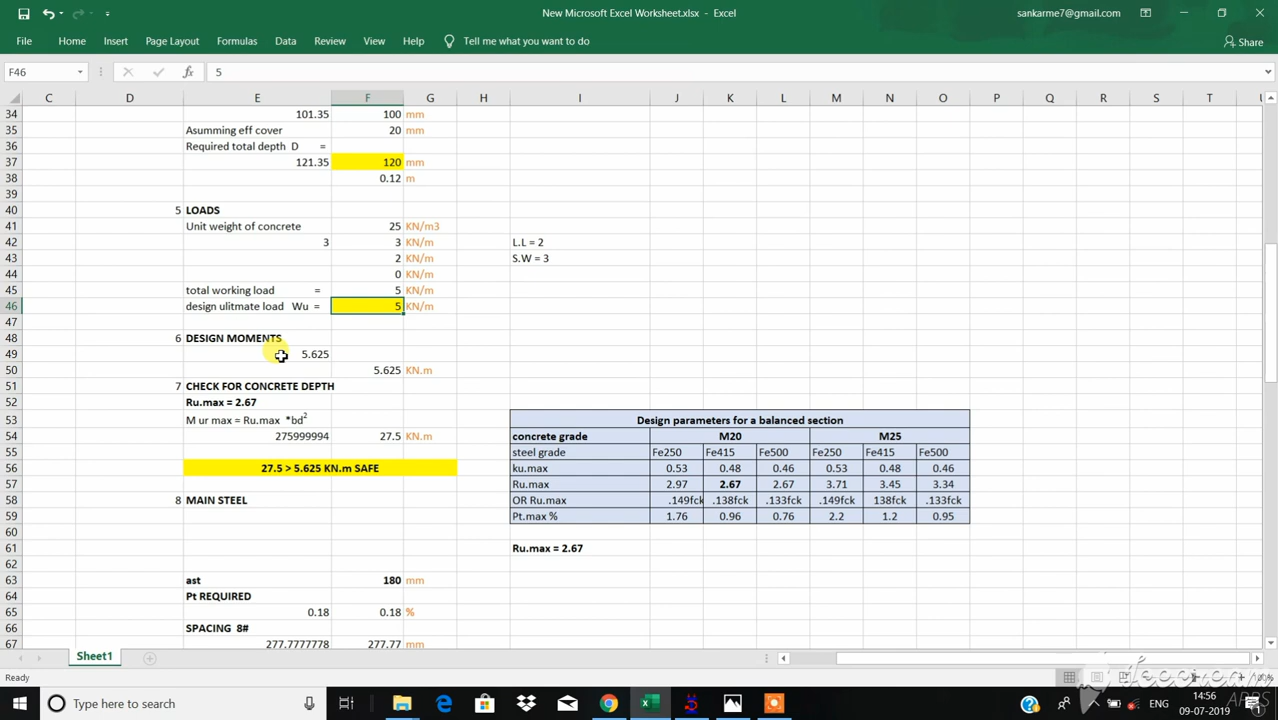 New Microsoft Excel Worksheet.xlsx - Excel
sankarme7@gmail.com
File Home Insert Page Layout Formulas Data Review View Help Tell me what you want to do Share
F46 fx 5
C D E F G H I J K L M N O P Q R S T
34 101.35 100 mm
35 Asumming eff cover 20 mm
36 Required total depth D =
37 121.35 120 mm
38 0.12 m
39
40 5 LOADS
41 Unit weight of concrete 25 KN/m3
42 3 3 KN/m L.L = 2
43 2 KN/m S.W = 3
44 0 KN/m
45 total working load = 5 KN/m
46 design ulitmate load Wu = 5 KN/m
47
48 6 DESIGN MOMENTS
49 5.625
50 5.625 KN.m
51 7 CHECK FOR CONCRETE DEPTH
52 Ru.max = 2.67
53 M ur max = Ru.max *bd2 Design parameters for a balanced section
54 275999994 27.5 KN.m concrete grade M20 M25
55 steel grade Fe250 Fe415 Fe500 Fe250 Fe415 Fe500
56 27.5 > 5.625 KN.m SAFE ku.max 0.53 0.48 0.46 0.53 0.48 0.46
57 Ru.max 2.97 2.67 2.67 3.71 3.45 3.34
58 8 MAIN STEEL OR Ru.max .149fck .138fck .133fck .149fck 138fck .133fck
59 Pt.max % 1.76 0.96 0.76 2.2 1.2 0.95
60
61 Ru.max = 2.67
62
63 ast 180 mm
64 Pt REQUIRED
65 0.18 0.18 %
66 SPACING 8#
67 277.7777778 277.77 mm
Sheet1
Ready
100%
Type here to search
ENG
14:56
09-07-2019